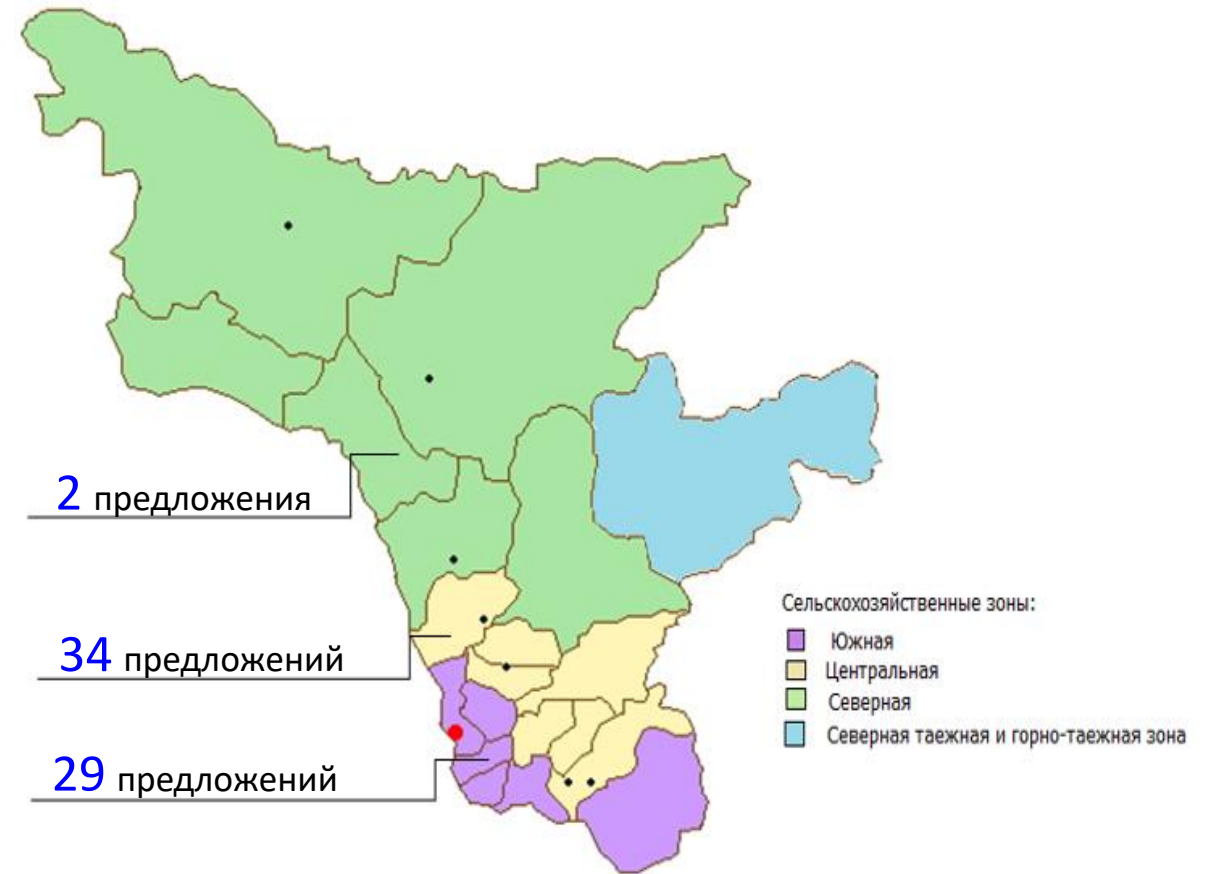 2 предложения
34 предложений
29 предложений
Сельскохозяйственные зоны:
Южная
Центральная
Северная
Северная таежная и горно-таежная зона